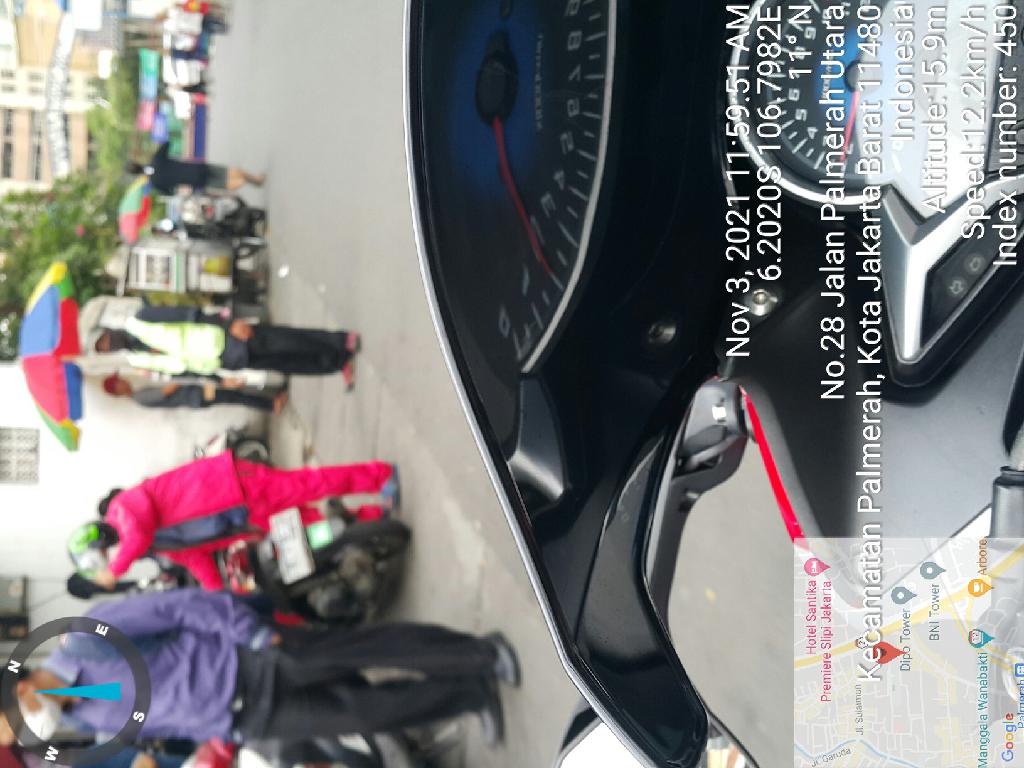 N
W
E
S
Nov 3, 2021 11:59:51 AM
6.2020S 106.7982E
11° N
No.28 Jalan Palmerah Utara
Kecamatan Palmerah, Kota Jakarta Barat 11480
Indonesia
Altitude:15.9m
Speed:12.2km/h
Index number: 450
Hotel Santika
Premiere Slipi Jakarta
Jl. Sulaiman
Dipo Tower
BNI Tower
Manggala Wanabakti
Arbore
Google
Palmerah